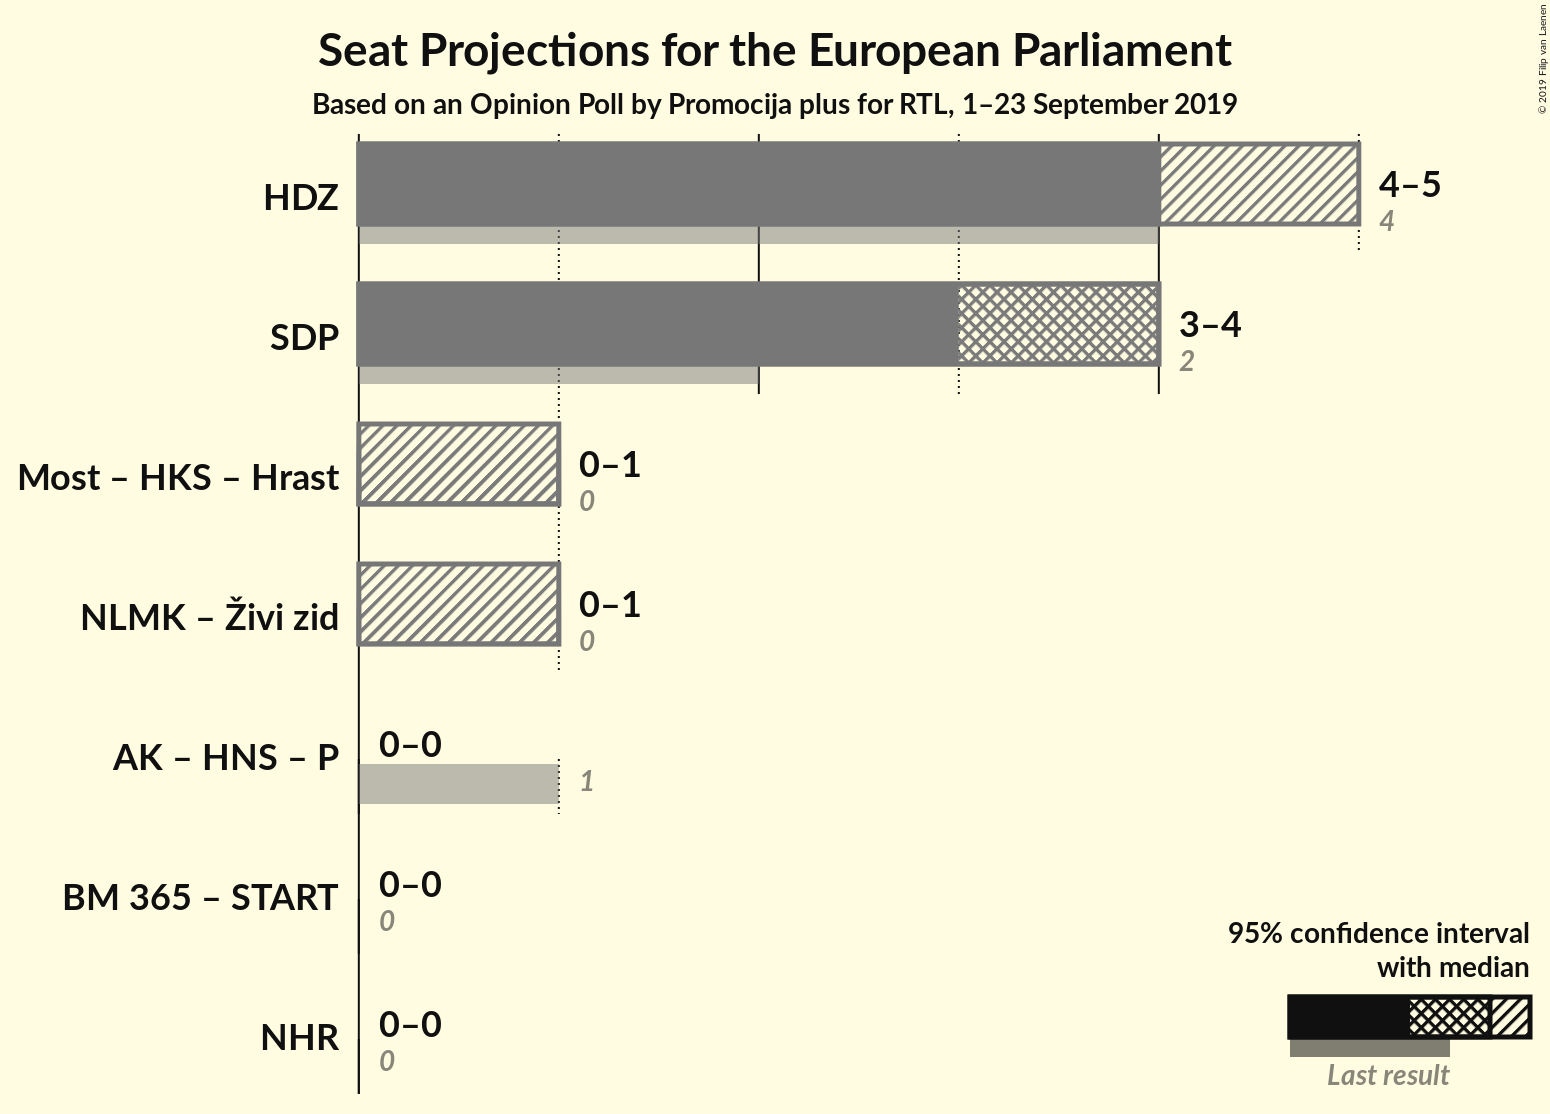 Seat Projections for the European Parliament
Based on an Opinion Poll by Promocija plus for RTL, 1–23 September 2019
© 2019 Filip van Laenen
HDZ
4–5
4
SDP
3–4
2
Most – HKS – Hrast
0–1
0
NLMK – Živi zid
0–1
0
AK – HNS – P
0–0
1
BM 365 – START
0–0
0
NHR
0–0
0
95% confidence interval
with median
Last result